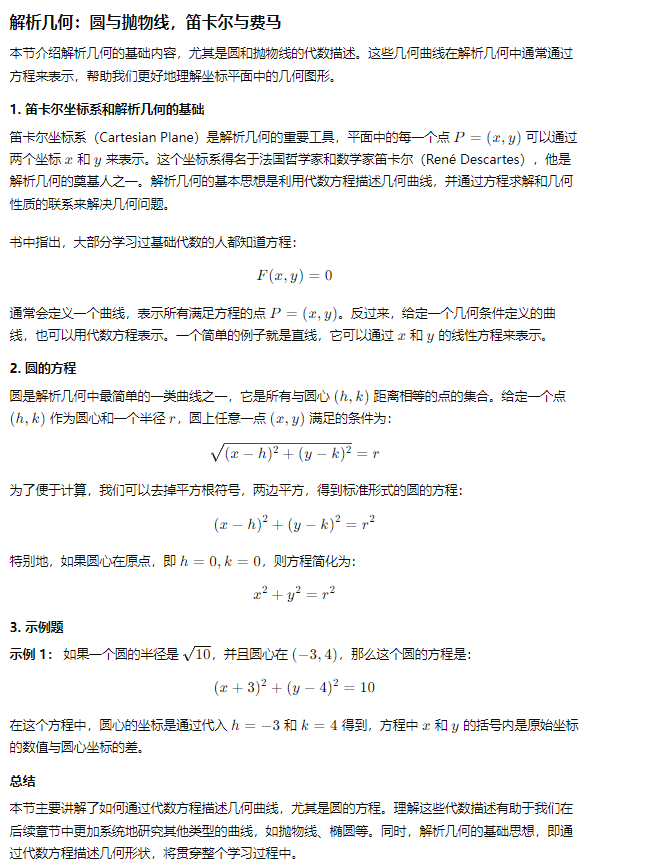 解析几何：圆与抛物线，笛卡尔与费马
本节介绍解析几何的基础内容，尤其是圆和抛物线的代数描述。这些几何曲线在解析几何中通常通过
方程来表示，帮助我们更好地理解坐标平面中的几何图形。
1. 笛卡尔坐标系和解析几何的基础
笛卡尔坐标系（Cartesian Plane）是解析几何的重要工具，平面中的每一个点 P = (x, y) 可以通过
两个坐标 x 和 y 来表示。这个坐标系得名于法国哲学家和数学家笛卡尔（René Descartes），他是
解析几何的奠基人之一。解析几何的基本思想是利用代数方程描述几何曲线，并通过方程求解和几何
性质的联系来解决几何问题。
书中指出，大部分学习过基础代数的人都知道方程：
F(x, y) = 0
通常会定义一个曲线，表示所有满足方程的点 P = (x, y)。反过来，给定一个几何条件定义的曲
线，也可以用代数方程表示。一个简单的例子就是直线，它可以通过 x 和 y 的线性方程来表示。
2. 圆的方程
圆是解析几何中最简单的一类曲线之一，它是所有与圆心 (h, k) 距离相等的点的集合。给定一个点
(h, k) 作为圆心和一个半径 r，圆上任意一点 (x, y) 满足的条件为：
√((x − h)² + (y − k)²) = r
为了便于计算，我们可以去掉平方根符号，两边平方，得到标准形式的圆的方程：
(x − h)² + (y − k)² = r²
特别地，如果圆心在原点，即 h = 0, k = 0，则方程简化为：
x² + y² = r²
3. 示例题
示例 1： 如果一个圆的半径是 √10，并且圆心在 (−3, 4)，那么这个圆的方程是：
(x + 3)² + (y − 4)² = 10
在这个方程中，圆心的坐标是通过代入 h = −3 和 k = 4 得到，方程中 x 和 y 的括号内是原始坐标
的数值与圆心坐标的差。
总结
本节主要讲解了如何通过代数方程描述几何曲线，尤其是圆的方程。理解这些代数描述有助于我们在
后续章节中更加系统地研究其他类型的曲线，如抛物线、椭圆等。同时，解析几何的基础思想，即通
过代数方程描述几何形状，将贯穿整个学习过程中。